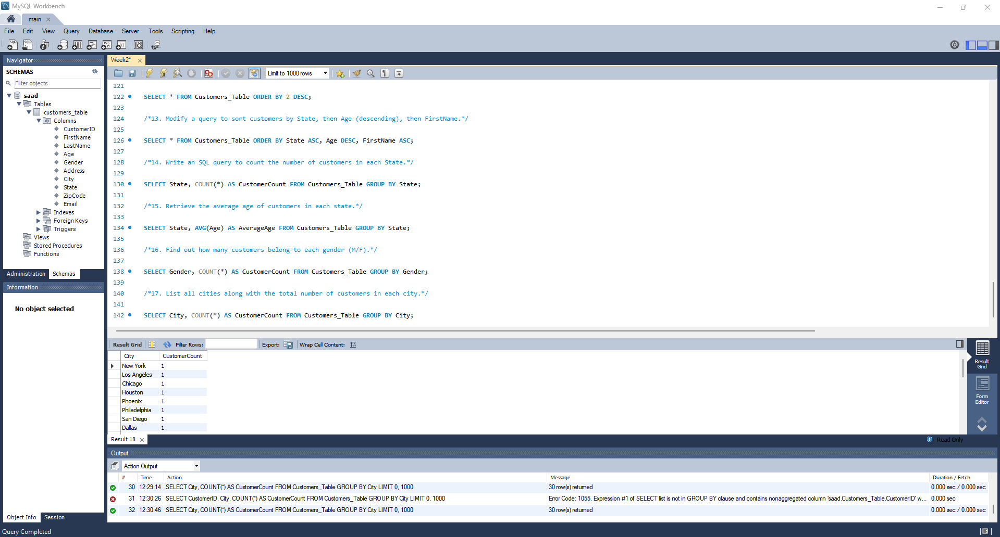 MySQL Workbench
main
File Edit View Query Database Server Tools Scripting Help
Navigator
SCHEMAS
Filter objects
saad
Tables
customers_table
Columns
CustomerID
FirstName
LastName
Age
Gender
Address
City
State
ZipCode
Email
Indexes
Foreign Keys
Triggers
Views
Stored Procedures
Functions
Administration Schemas
Information
No object selected
Object Info Session
Week2*
Limit to 1000 rows
121
122 SELECT * FROM Customers_Table ORDER BY 2 DESC;
123
124 /*13. Modify a query to sort customers by State, then Age (descending), then FirstName.*/
125
126 SELECT * FROM Customers_Table ORDER BY State ASC, Age DESC, FirstName ASC;
127
128 /*14. Write an SQL query to count the number of customers in each State.*/
129
130 SELECT State, COUNT(*) AS CustomerCount FROM Customers_Table GROUP BY State;
131
132 /*15. Retrieve the average age of customers in each state.*/
133
134 SELECT State, AVG(Age) AS AverageAge FROM Customers_Table GROUP BY State;
135
136 /*16. Find out how many customers belong to each gender (M/F).*/
137
138 SELECT Gender, COUNT(*) AS CustomerCount FROM Customers_Table GROUP BY Gender;
139
140 /*17. List all cities along with the total number of customers in each city.*/
141
142 SELECT City, COUNT(*) AS CustomerCount FROM Customers_Table GROUP BY City;
Result Grid Filter Rows: Export: Wrap Cell Content:
City CustomerCount
New York 1
Los Angeles 1
Chicago 1
Houston 1
Phoenix 1
Philadelphia 1
San Diego 1
Dallas 1
Result
Grid
Form
Editor
Result 18
Read Only
Output
Action Output
# Time Action Message Duration / Fetch
30 12:29:14 SELECT City, COUNT(*) AS CustomerCount FROM Customers_Table GROUP BY City LIMIT 0, 1000 30 row(s) returned 0.000 sec / 0.000 sec
31 12:30:26 SELECT CustomerID, City, COUNT(*) AS CustomerCount FROM Customers_Table GROUP BY City LIMIT 0, 1000 Error Code: 1055. Expression #1 of SELECT list is not in GROUP BY clause and contains nonaggregated column 'saad.Customers_Table.CustomerID' w... 0.000 sec
32 12:30:46 SELECT City, COUNT(*) AS CustomerCount FROM Customers_Table GROUP BY City LIMIT 0, 1000 30 row(s) returned 0.000 sec / 0.000 sec
Query Completed